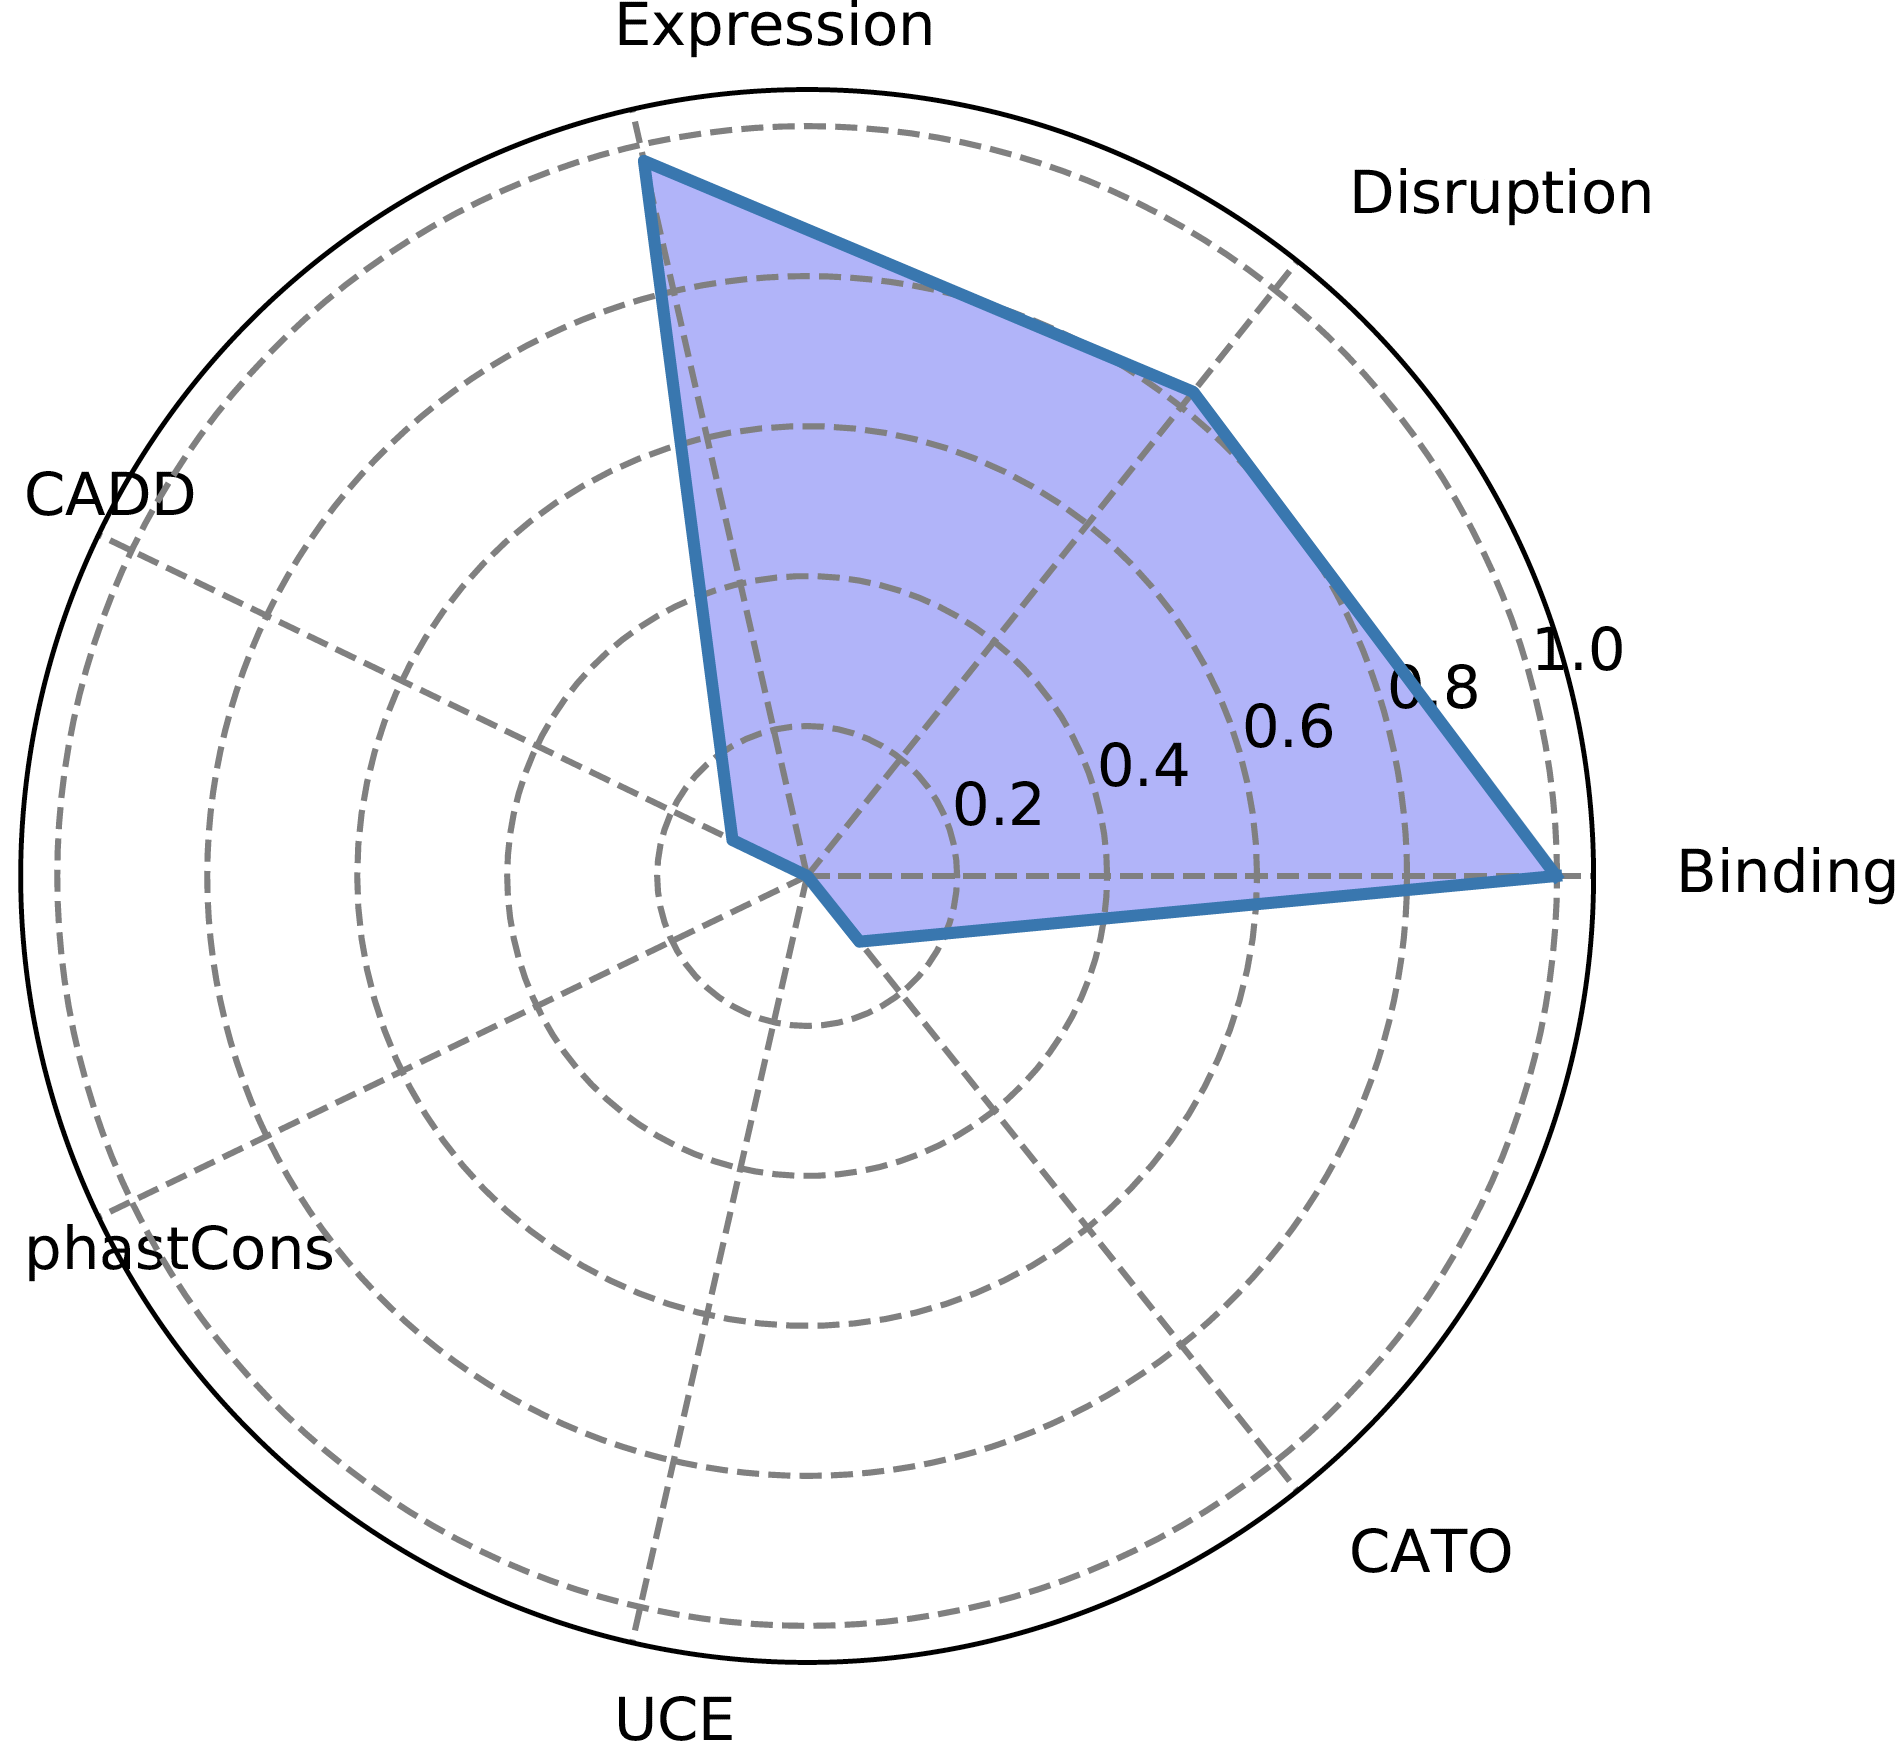 Expression
Disruption
CADD
1.0
0.8
0.6
0.4
0.2
Binding
phastCons
CATO
UCE